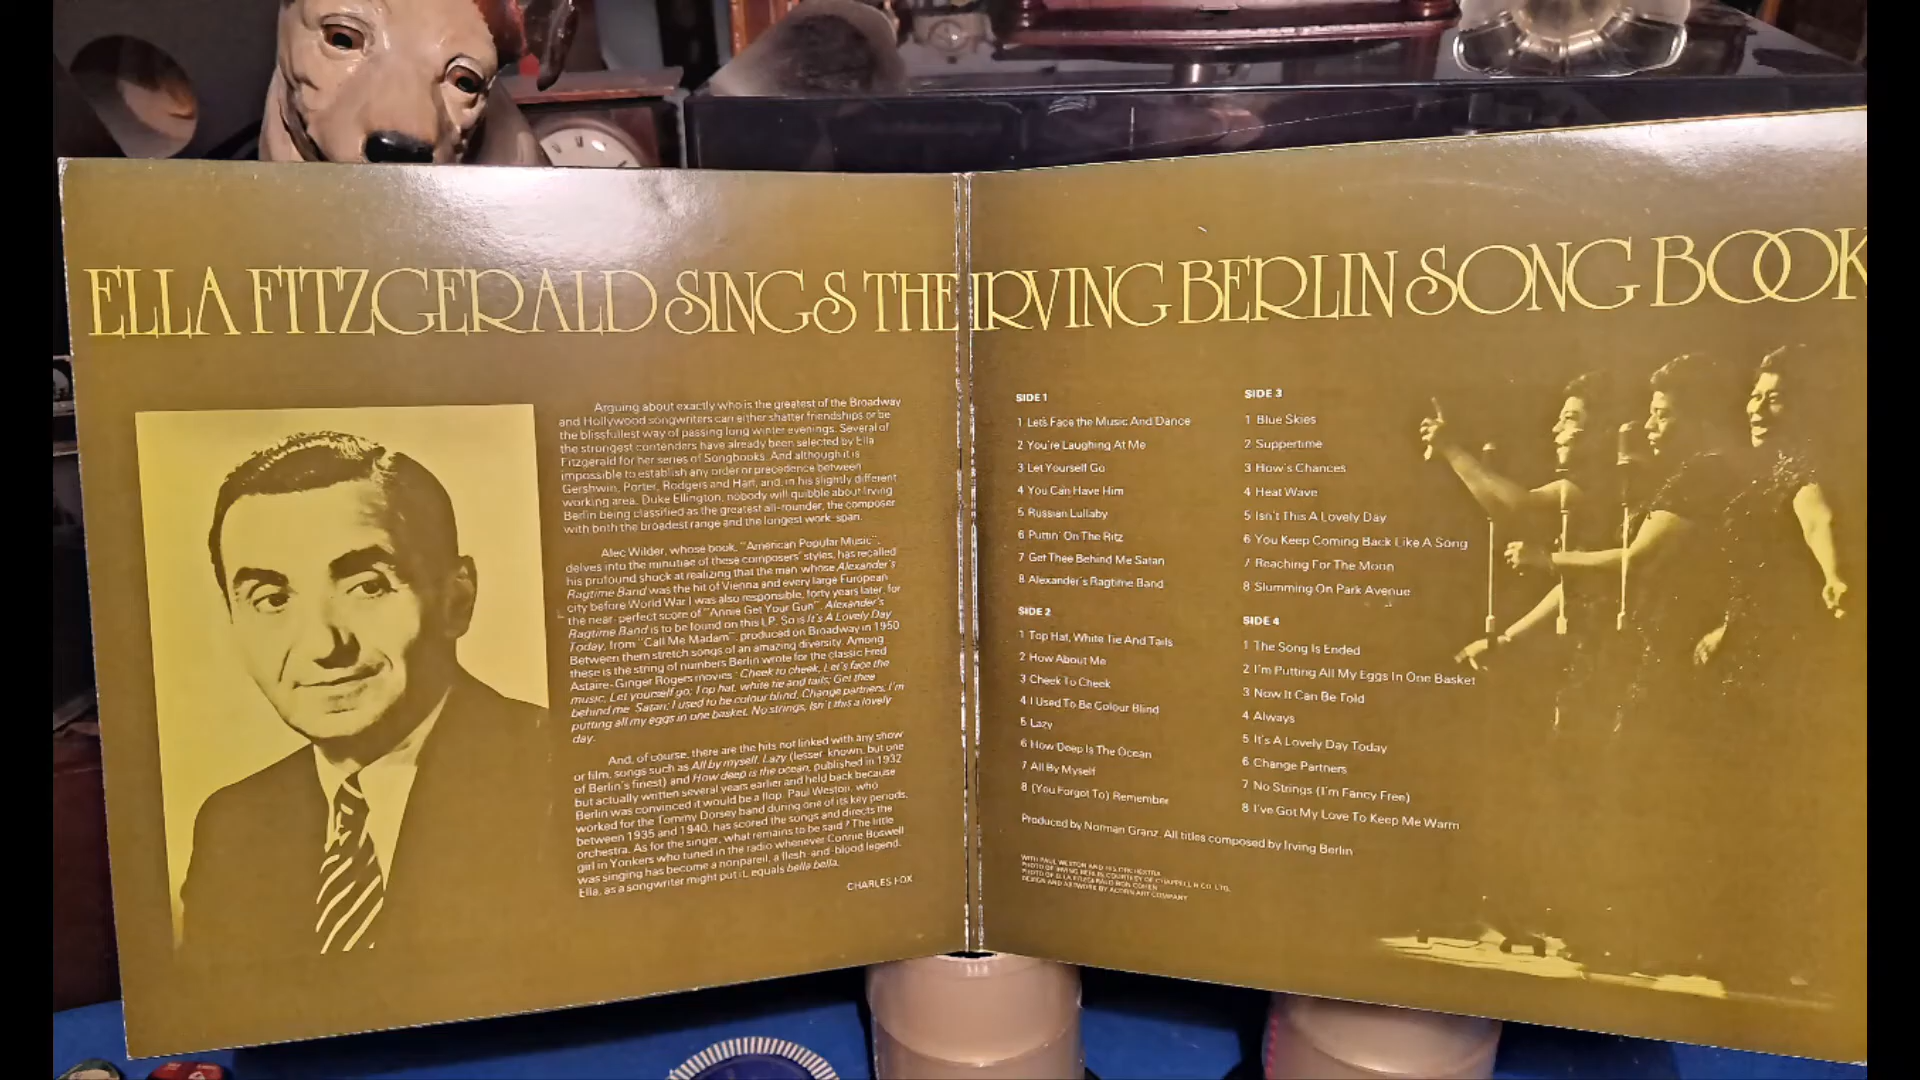 ELLA FITZGERALD SINGS THE IRVING BERLIN SONG BOOK
Arguing about exactly who is the greatest of the Broadway
and Hollywood songwriters can either shatter friendships or be
the blissfullest way of passing long winter evenings. Several of
the strongest contenders have already been selected by Ella
Fitzgerald for her series of Songbooks. And although it is
impossible to establish any order or precedence between
Gershwin, Porter, Rodgers and Hart, and, in his slightly different
working area, Duke Ellington, nobody will quibble about Irving
Berlin being classified as the greatest all-rounder, the composer
with both the broadest range and the longest work-span.
Alec Wilder, whose book, "American Popular Music",
delves into the minutiae of these composers' styles, has recalled
his profound shock at realizing that the man whose Alexander's
Ragtime Band was the hit of Vienna and every large European
city before World War I was also responsible, forty years later, for
the near-perfect score of "Annie Get Your Gun". Alexander's
Ragtime Band is to be found on this LP. So is It's A Lovely Day
Today, from "Call Me Madam", produced on Broadway in 1950
Between them stretch songs of an amazing diversity. Among
these is the string of numbers Berlin wrote for the classic Fred
Astaire-Ginger Rogers movies: Cheek to cheek, Let's face the
music, Let yourself go, Top hat, white tie and tails; Get thee
behind me Satan; I used to be colour blind, Change partners, I'm
putting all my eggs in one basket, No strings, Isn't this a lovely
day.
And, of course, there are the hits not linked with any show
or film, songs such as All by myself, Lazy (lesser known, but one
of Berlin's finest) and How deep is the ocean, published in 1932
but actually written several years earlier and held back because
Berlin was convinced it would be a flop. Paul Weston, who
worked for the Tommy Dorsey band during one of its key periods,
between 1935 and 1940, has scored the songs and directs the
orchestra. As for the singer, what remains to be said? The little
girl in Yonkers who tuned in the radio whenever Connie Boswell
was singing has become a nonpareil, a flesh-and-blood legend.
Ella, as a songwriter might put it, equals bella bella.
CHARLES FOX
SIDE 1
1 Let's Face the Music And Dance
2 You're Laughing At Me
3 Let Yourself Go
4 You Can Have Him
5 Russian Lullaby
6 Puttin' On The Ritz
7 Get Thee Behind Me Satan
8 Alexander's Ragtime Band
SIDE 2
1 Top Hat, White Tie And Tails
2 How About Me
3 Cheek To Cheek
4 I Used To Be Colour Blind
5 Lazy
6 How Deep Is The Ocean
7 All By Myself
8 (You Forgot To) Remember
SIDE 3
1 Blue Skies
2 Suppertime
3 How's Chances
4 Heat Wave
5 Isn't This A Lovely Day
6 You Keep Coming Back Like A Song
7 Reaching For The Moon
8 Slumming On Park Avenue
SIDE 4
1 The Song Is Ended
2 I'm Putting All My Eggs In One Basket
3 Now It Can Be Told
4 Always
5 It's A Lovely Day Today
6 Change Partners
7 No Strings (I'm Fancy Free)
8 I've Got My Love To Keep Me Warm
Produced by Norman Granz. All titles composed by Irving Berlin
WITH PAUL WESTON AND HIS ORCHESTRA
PHOTO OF IRVING BERLIN, COURTESY OF CHAPPELL & CO. LTD.
PHOTO OF ELLA FITZGERALD RON COHEN
DESIGN AND ARTWORK BY ACORN ART COMPANY